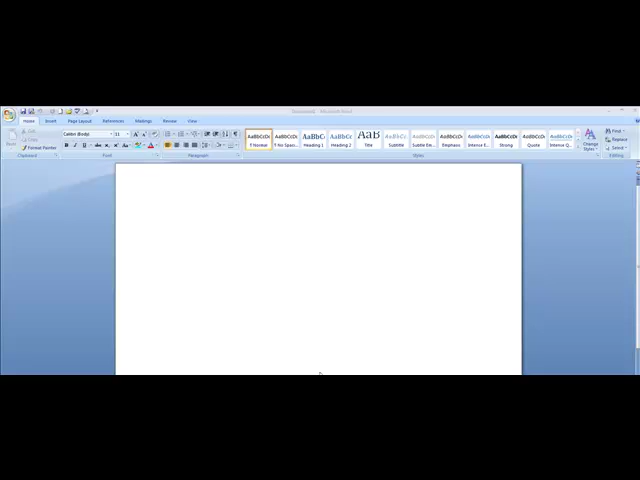 Home Insert Page Layout References Mailings Review View
Calibri (Body) 11
Format Painter
Clipboard Font Paragraph Styles Editing
AaBbCcDc AaBbCcDc AaBbC AaBbCc AaB AaBbCc. AaBbCcDc AaBbCcDc AaBbCcDc AaBbCcDc AaBbCcDc AaBbCcDc
¶ Normal ¶ No Spaci... Heading 1 Heading 2 Title Subtitle Subtle Em... Emphasis Intense E... Strong Quote Intense Q...
Change
Styles
Find
Replace
Select